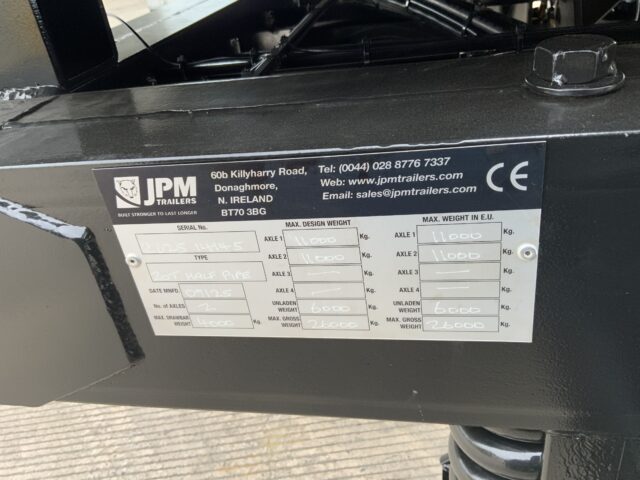 JPM
TRAILERS
BUILT STRONGER TO LAST LONGER
60b Killyharry Road,
Donaghmore,
N. IRELAND
BT70 3BG
Tel: (0044) 028 8776 7337
Web: www.jpmtrailers.com
Email: sales@jpmtrailers.com
CE
SERIAL No.
TYPE
20T HALF PIPE
DATE MNFD. 09/25
No. of AXLES 2
MAX. DRAWBAR WEIGHT 4000 Kg.
MAX. DESIGN WEIGHT
AXLE 1 11000 Kg.
AXLE 2 11000 Kg.
AXLE 3 — Kg.
AXLE 4 — Kg.
UNLADEN WEIGHT 6000 Kg.
MAX. GROSS WEIGHT 26000 Kg.
MAX. WEIGHT IN E.U.
AXLE 1 11000 Kg.
AXLE 2 11000 Kg.
AXLE 3 — Kg.
AXLE 4 — Kg.
UNLADEN WEIGHT 6000 Kg.
MAX. GROSS WEIGHT 26000 Kg.